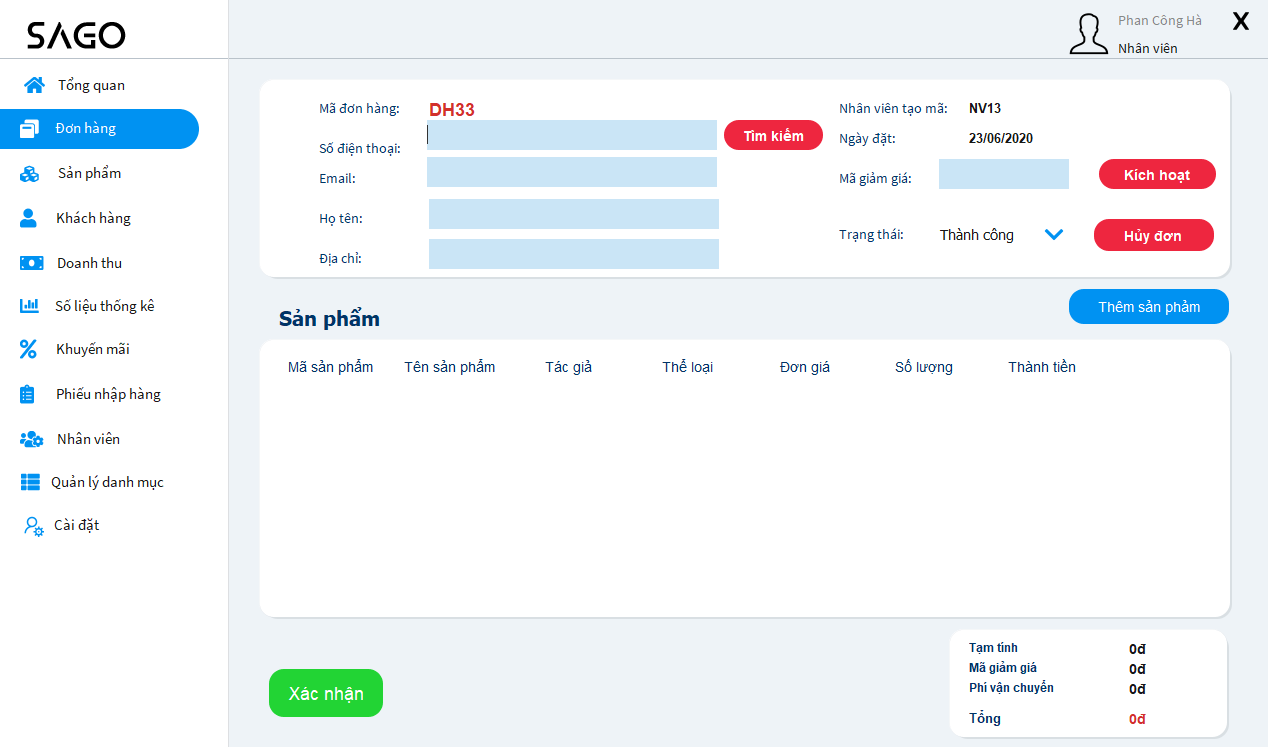 SAGO
Phan Công Hà
Nhân viên
X
Tổng quan
Đơn hàng
Sản phẩm
Khách hàng
Doanh thu
Số liệu thống kê
Khuyến mãi
Phiếu nhập hàng
Nhân viên
Quản lý danh mục
Cài đặt
Mã đơn hàng: DH33
Số điện thoại: Tìm kiếm
Email:
Họ tên:
Địa chỉ:
Nhân viên tạo mã: NV13
Ngày đặt: 23/06/2020
Mã giảm giá: Kích hoạt
Trạng thái: Thành công Hủy đơn
Sản phẩm
Thêm sản phảm
Mã sản phẩm Tên sản phẩm Tác giả Thể loại Đơn giá Số lượng Thành tiền
Xác nhận
Tạm tính 0đ
Mã giảm giá 0đ
Phí vận chuyển 0đ
Tổng 0đ